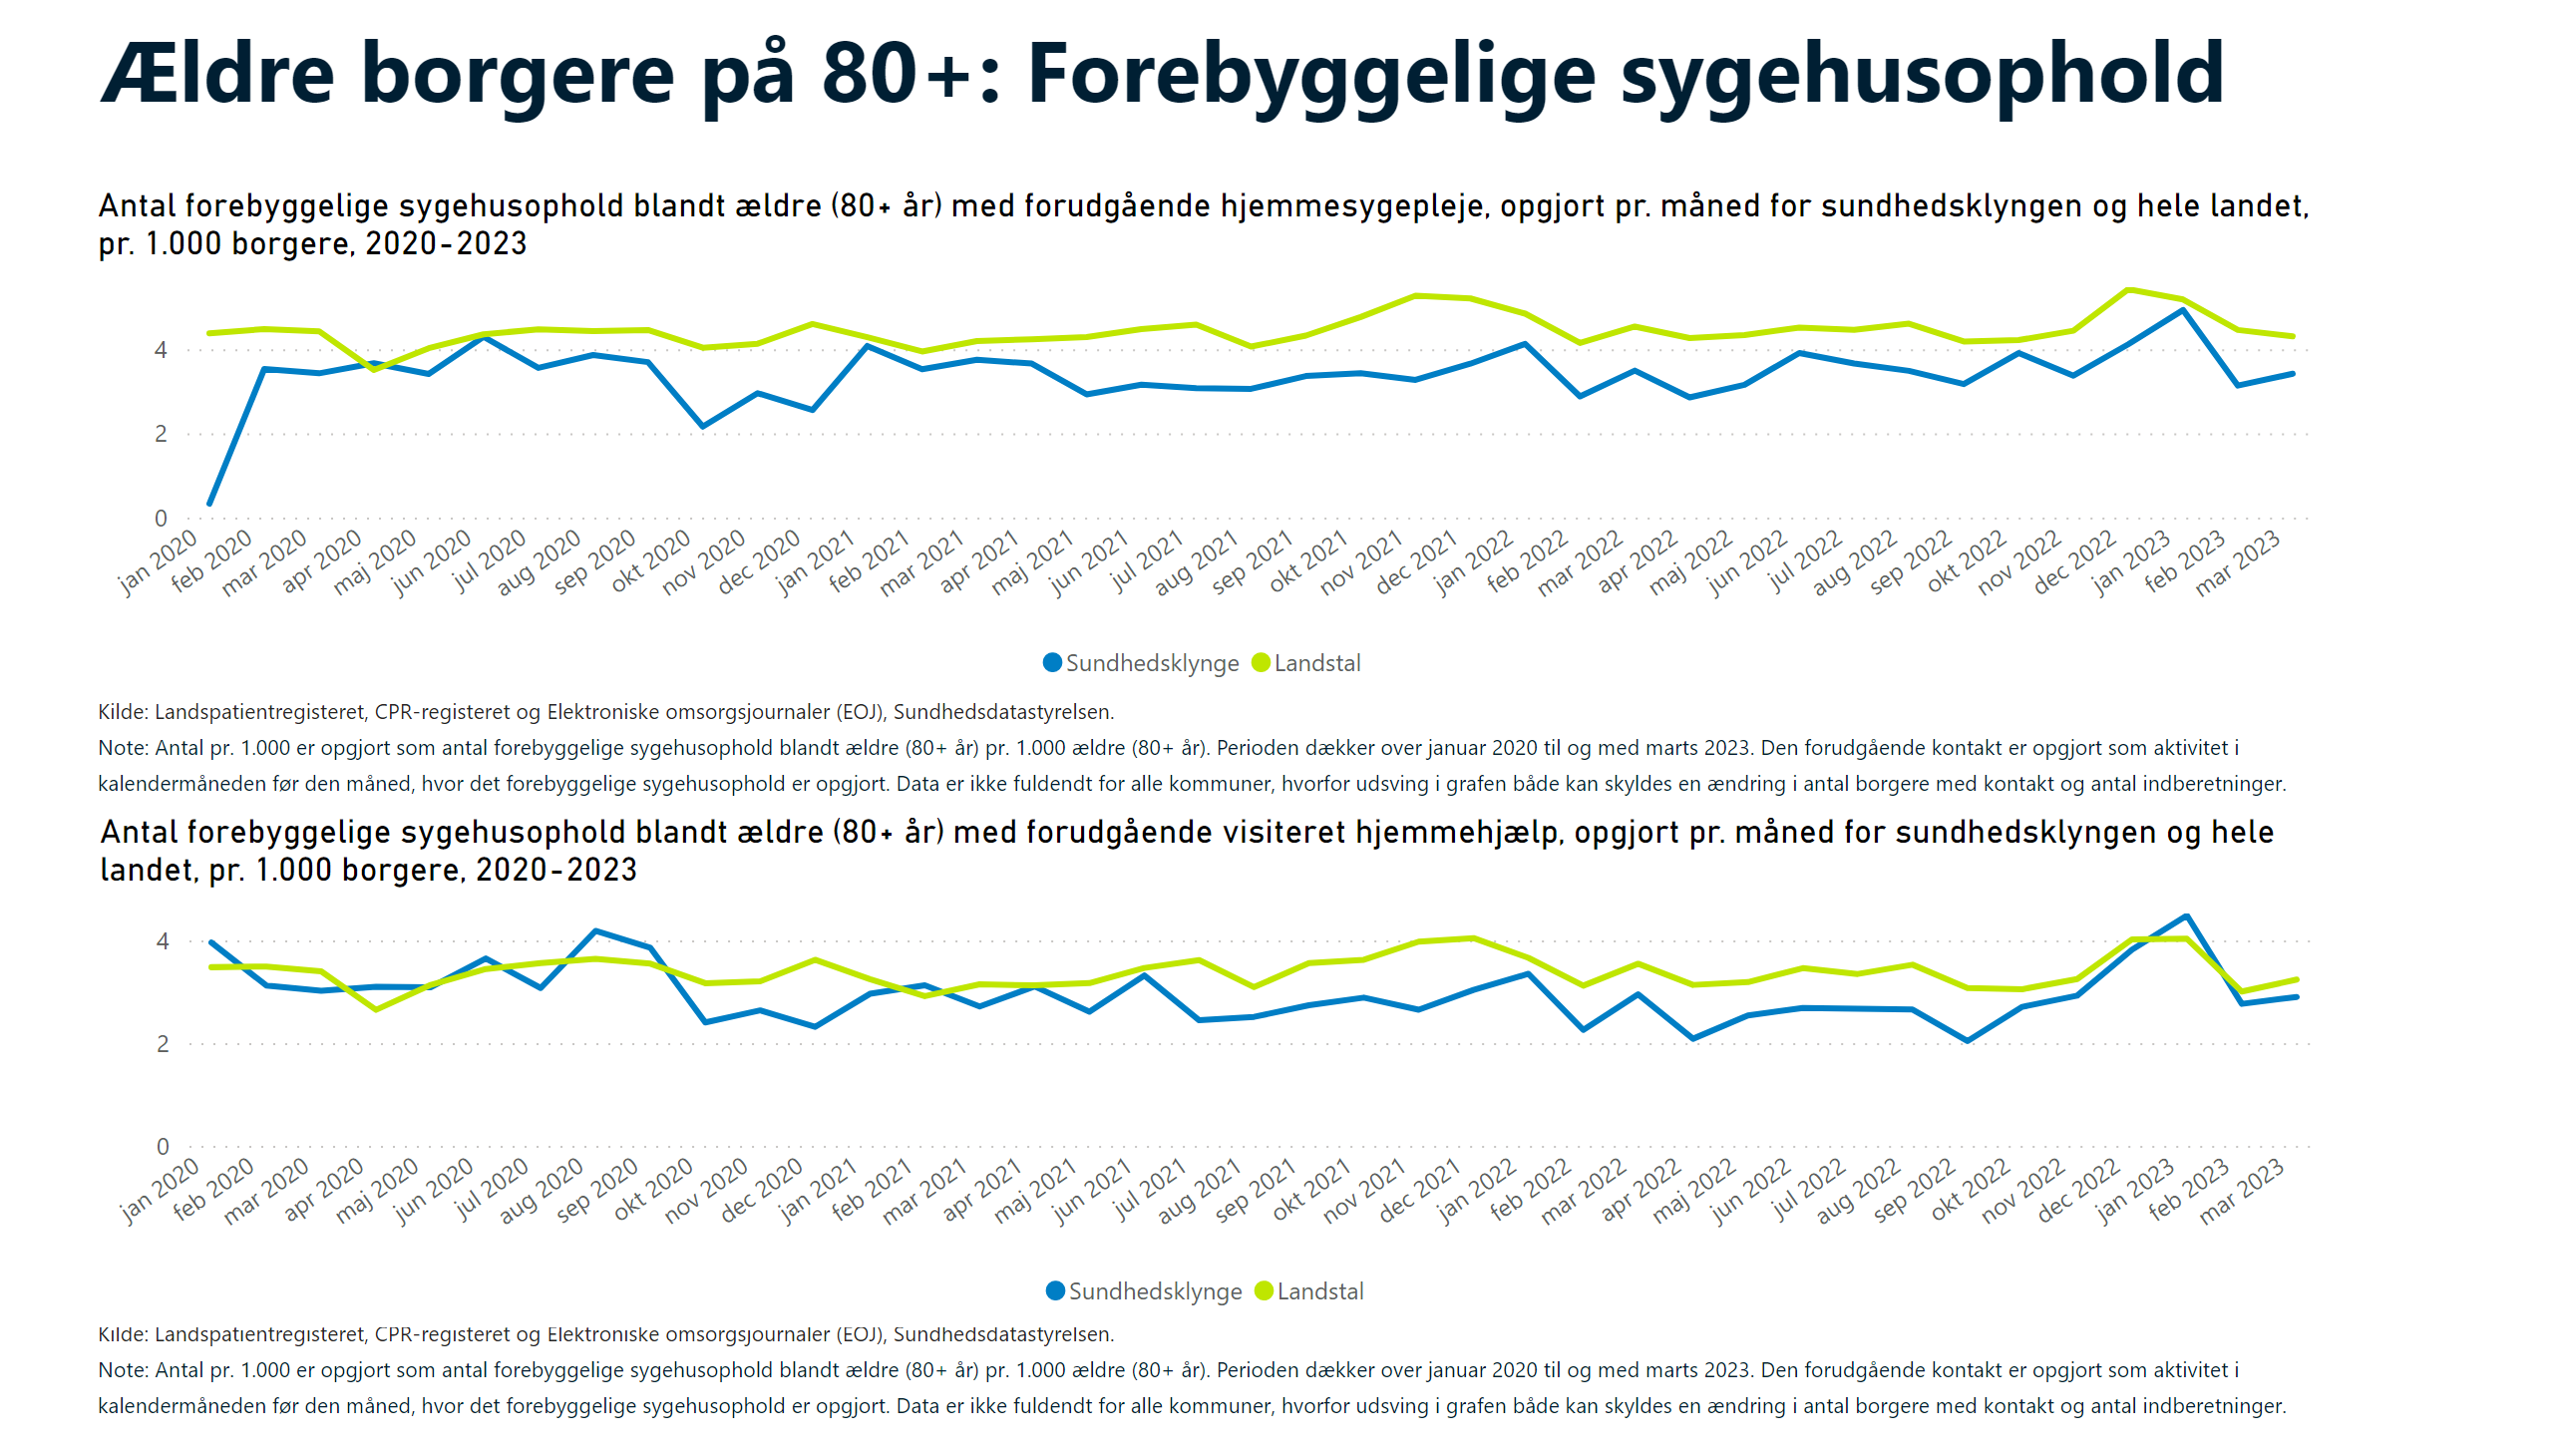 Ældre borgere på 80+: Forebyggelige sygehusophold
Antal forebyggelige sygehusophold blandt ældre (80+ år) med forudgående hjemmesygepleje, opgjort pr. måned for sundhedsklyngen og hele landet,
pr. 1.000 borgere, 2020-2023
4
2
0
jan 2020 feb 2020 mar 2020 apr 2020 maj 2020 jun 2020 jul 2020 aug 2020 sep 2020 okt 2020 nov 2020 dec 2020 jan 2021 feb 2021 mar 2021 apr 2021 maj 2021 jun 2021 jul 2021 aug 2021 sep 2021 okt 2021 nov 2021 dec 2021 jan 2022 feb 2022 mar 2022 apr 2022 maj 2022 jun 2022 jul 2022 aug 2022 sep 2022 okt 2022 nov 2022 dec 2022 jan 2023 feb 2023 mar 2023
Sundhedsklynge Landstal
Kilde: Landspatientregisteret, CPR-registeret og Elektroniske omsorgsjournaler (EOJ), Sundhedsdatastyrelsen.
Note: Antal pr. 1.000 er opgjort som antal forebyggelige sygehusophold blandt ældre (80+ år) pr. 1.000 ældre (80+ år). Perioden dækker over januar 2020 til og med marts 2023. Den forudgående kontakt er opgjort som aktivitet i
kalendermåneden før den måned, hvor det forebyggelige sygehusophold er opgjort. Data er ikke fuldendt for alle kommuner, hvorfor udsving i grafen både kan skyldes en ændring i antal borgere med kontakt og antal indberetninger.
Antal forebyggelige sygehusophold blandt ældre (80+ år) med forudgående visiteret hjemmehjælp, opgjort pr. måned for sundhedsklyngen og hele
landet, pr. 1.000 borgere, 2020-2023
4
2
0
jan 2020 feb 2020 mar 2020 apr 2020 maj 2020 jun 2020 jul 2020 aug 2020 sep 2020 okt 2020 nov 2020 dec 2020 jan 2021 feb 2021 mar 2021 apr 2021 maj 2021 jun 2021 jul 2021 aug 2021 sep 2021 okt 2021 nov 2021 dec 2021 jan 2022 feb 2022 mar 2022 apr 2022 maj 2022 jun 2022 jul 2022 aug 2022 sep 2022 okt 2022 nov 2022 dec 2022 jan 2023 feb 2023 mar 2023
Sundhedsklynge Landstal
Kilde: Landspatientregisteret, CPR-registeret og Elektroniske omsorgsjournaler (EOJ), Sundhedsdatastyrelsen.
Note: Antal pr. 1.000 er opgjort som antal forebyggelige sygehusophold blandt ældre (80+ år) pr. 1.000 ældre (80+ år). Perioden dækker over januar 2020 til og med marts 2023. Den forudgående kontakt er opgjort som aktivitet i
kalendermåneden før den måned, hvor det forebyggelige sygehusophold er opgjort. Data er ikke fuldendt for alle kommuner, hvorfor udsving i grafen både kan skyldes en ændring i antal borgere med kontakt og antal indberetninger.